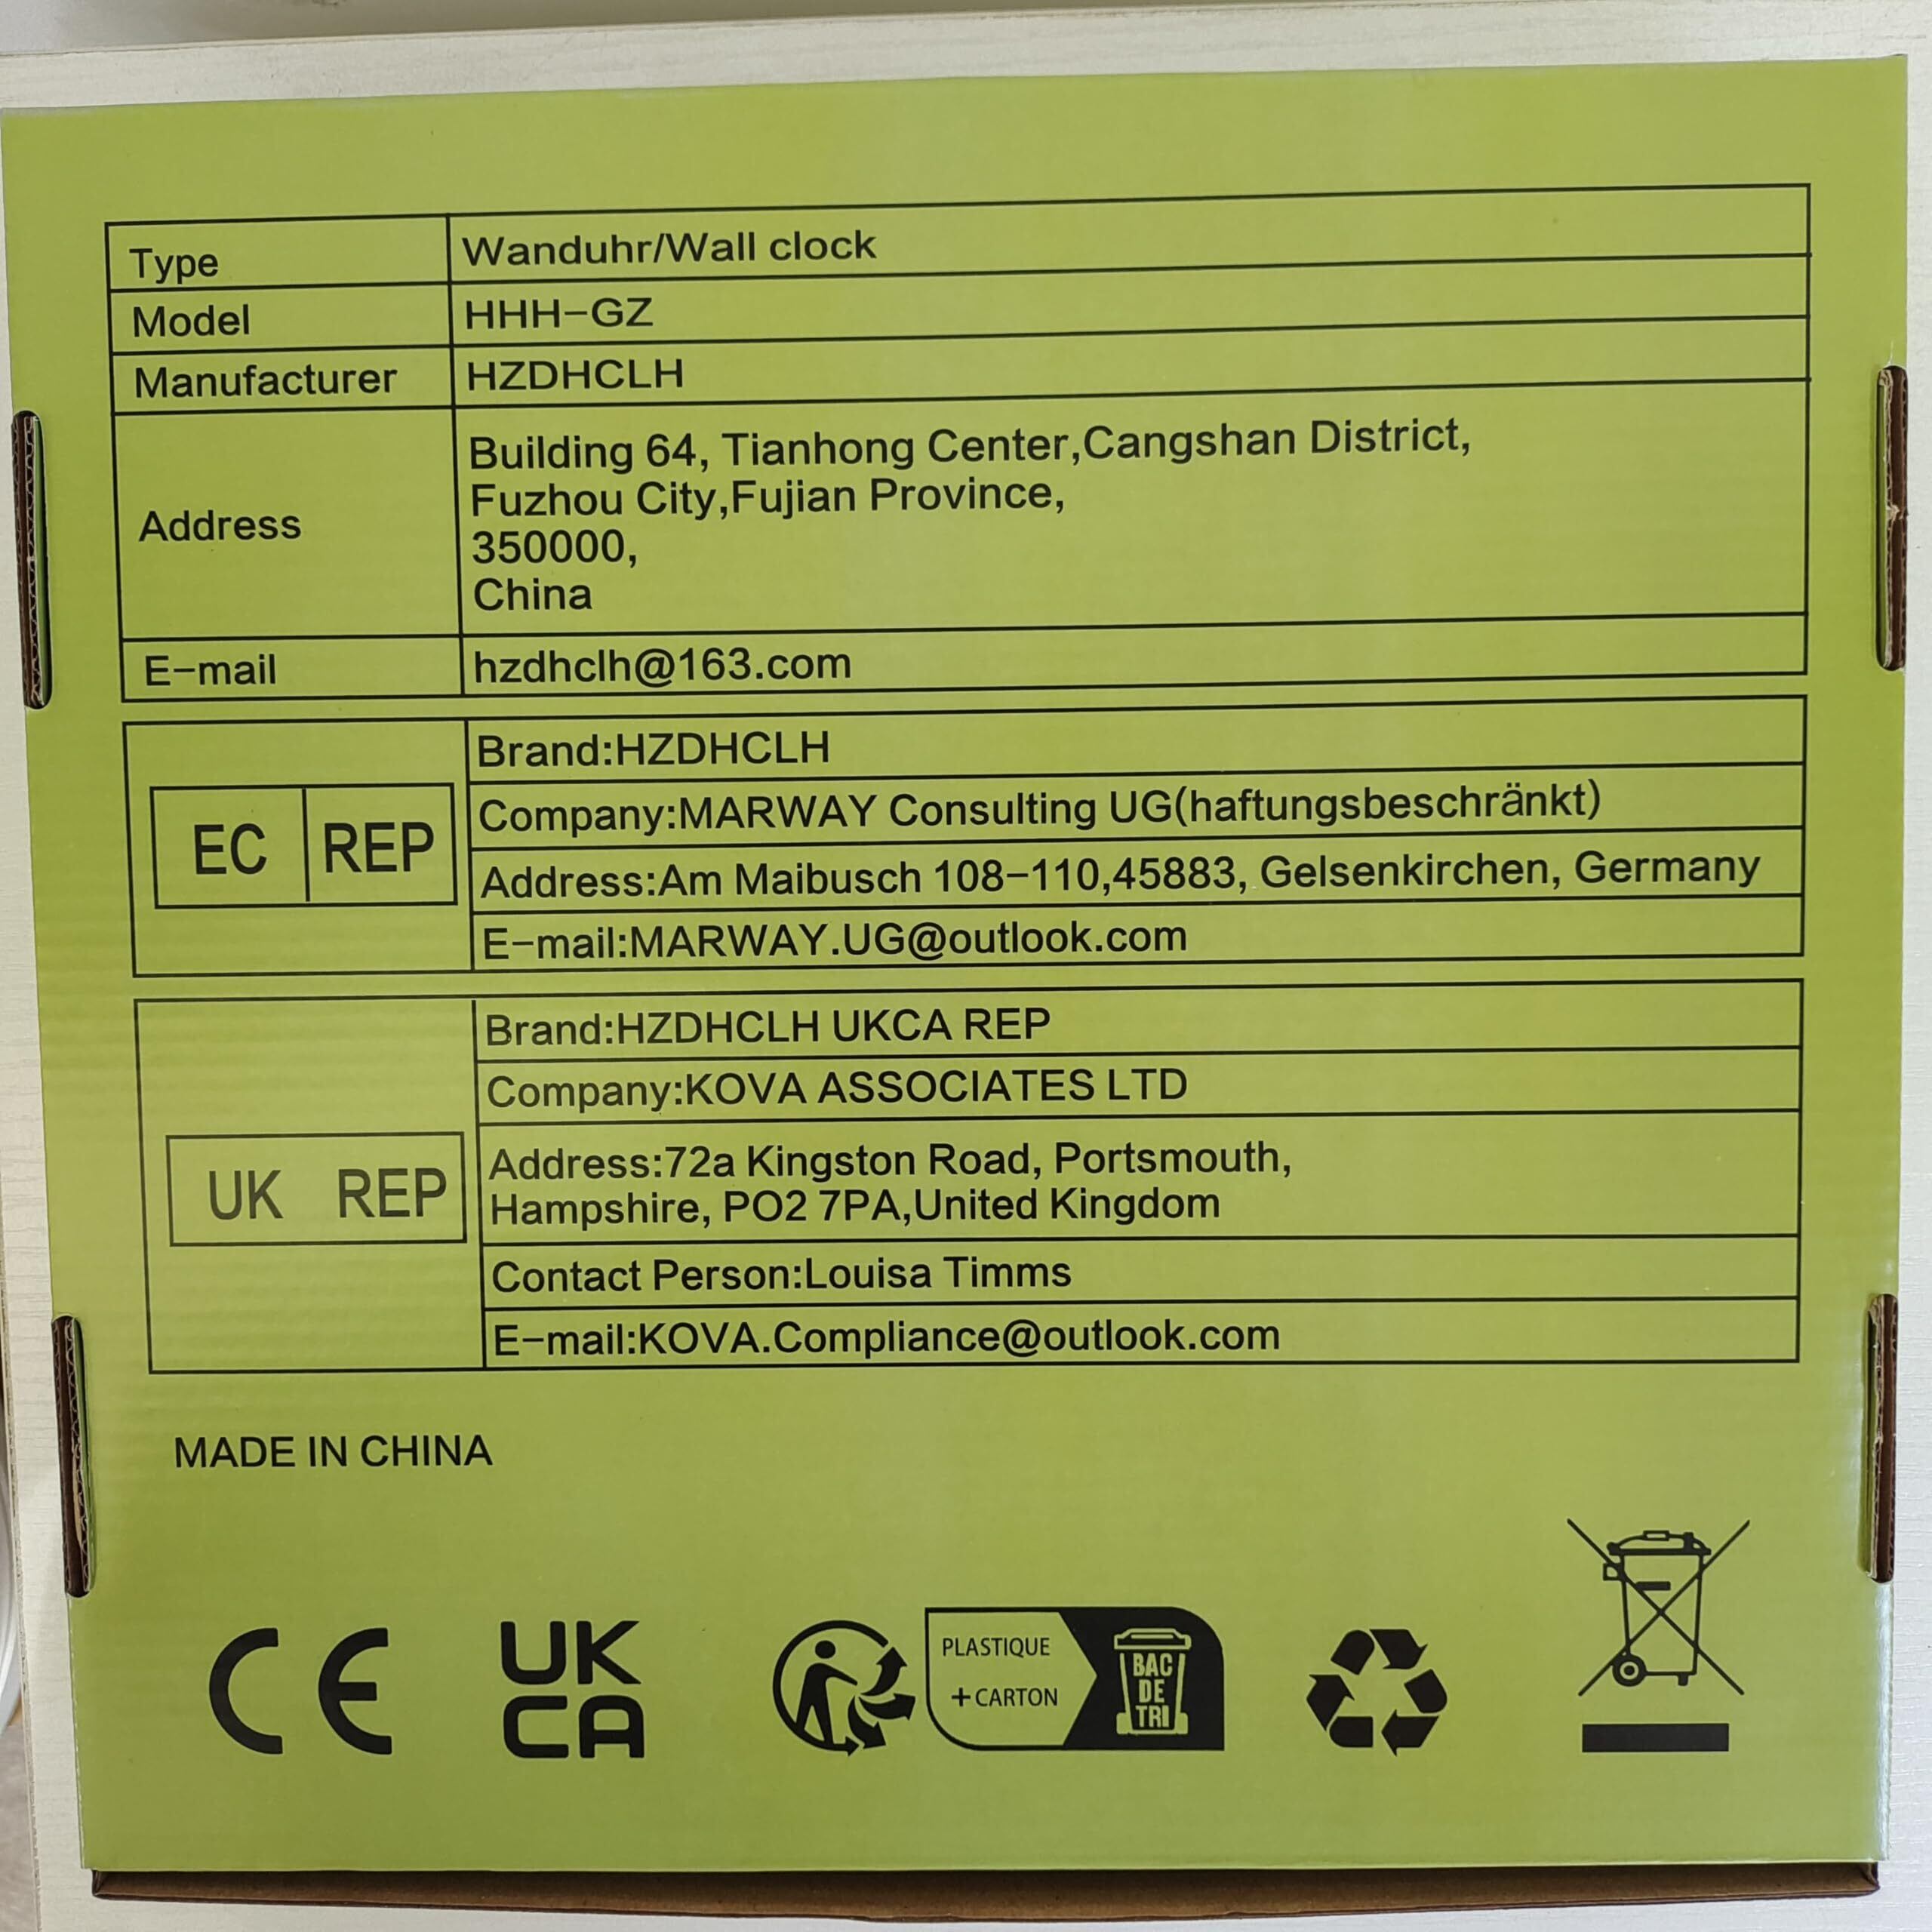 Type
Wanduhr/Wall clock
Model
HHH-GZ
Manufacturer
HZDHCLH
Address
Building 64, Tianhong Center,Cangshan District,
Fuzhou City,Fujian Province,
350000,
China
E-mail
hzdhclh@163.com
EC REP
Brand:HZDHCLH
Company:MARWAY Consulting UG(haftungsbeschränkt)
Address:Am Maibusch 108-110,45883, Gelsenkirchen, Germany
E-mail:MARWAY.UG@outlook.com
UK REP
Brand:HZDHCLH UKCA REP
Company:KOVA ASSOCIATES LTD
Address:72a Kingston Road, Portsmouth,
Hampshire, PO2 7PA,United Kingdom
Contact Person:Louisa Timms
E-mail:KOVA.Compliance@outlook.com
MADE IN CHINA
CE
UK
CA
PLASTIQUE
+ CARTON
BAC
DE
TRI